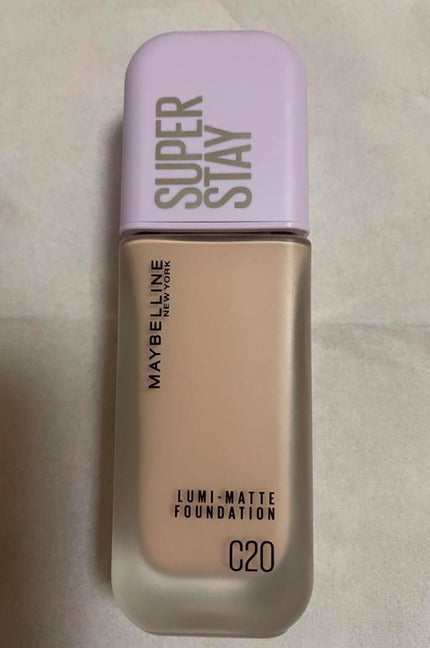 SUPER
STAY
MAYBELLINE
NEW YORK
LUMI-MATTE
FOUNDATION
C20